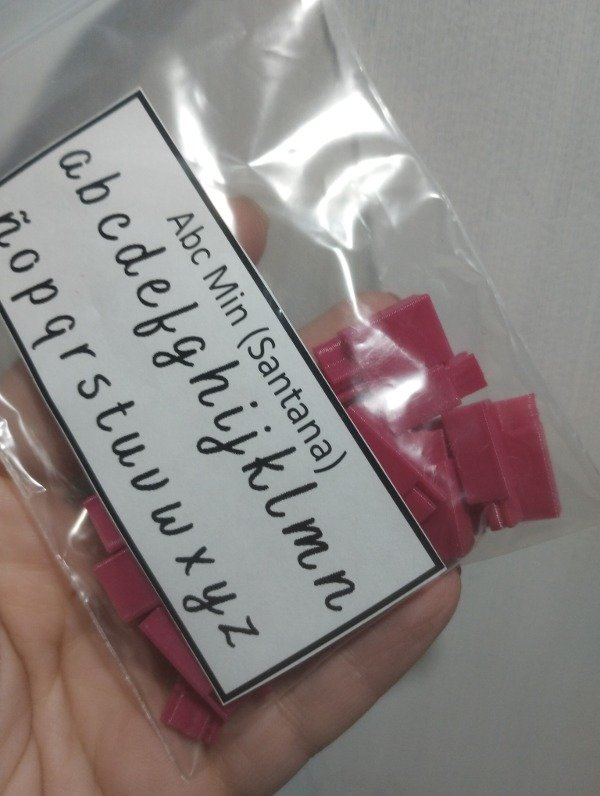 Abc Min (Santana)
abcdefghijklmn
ñopqrstuvwxyz